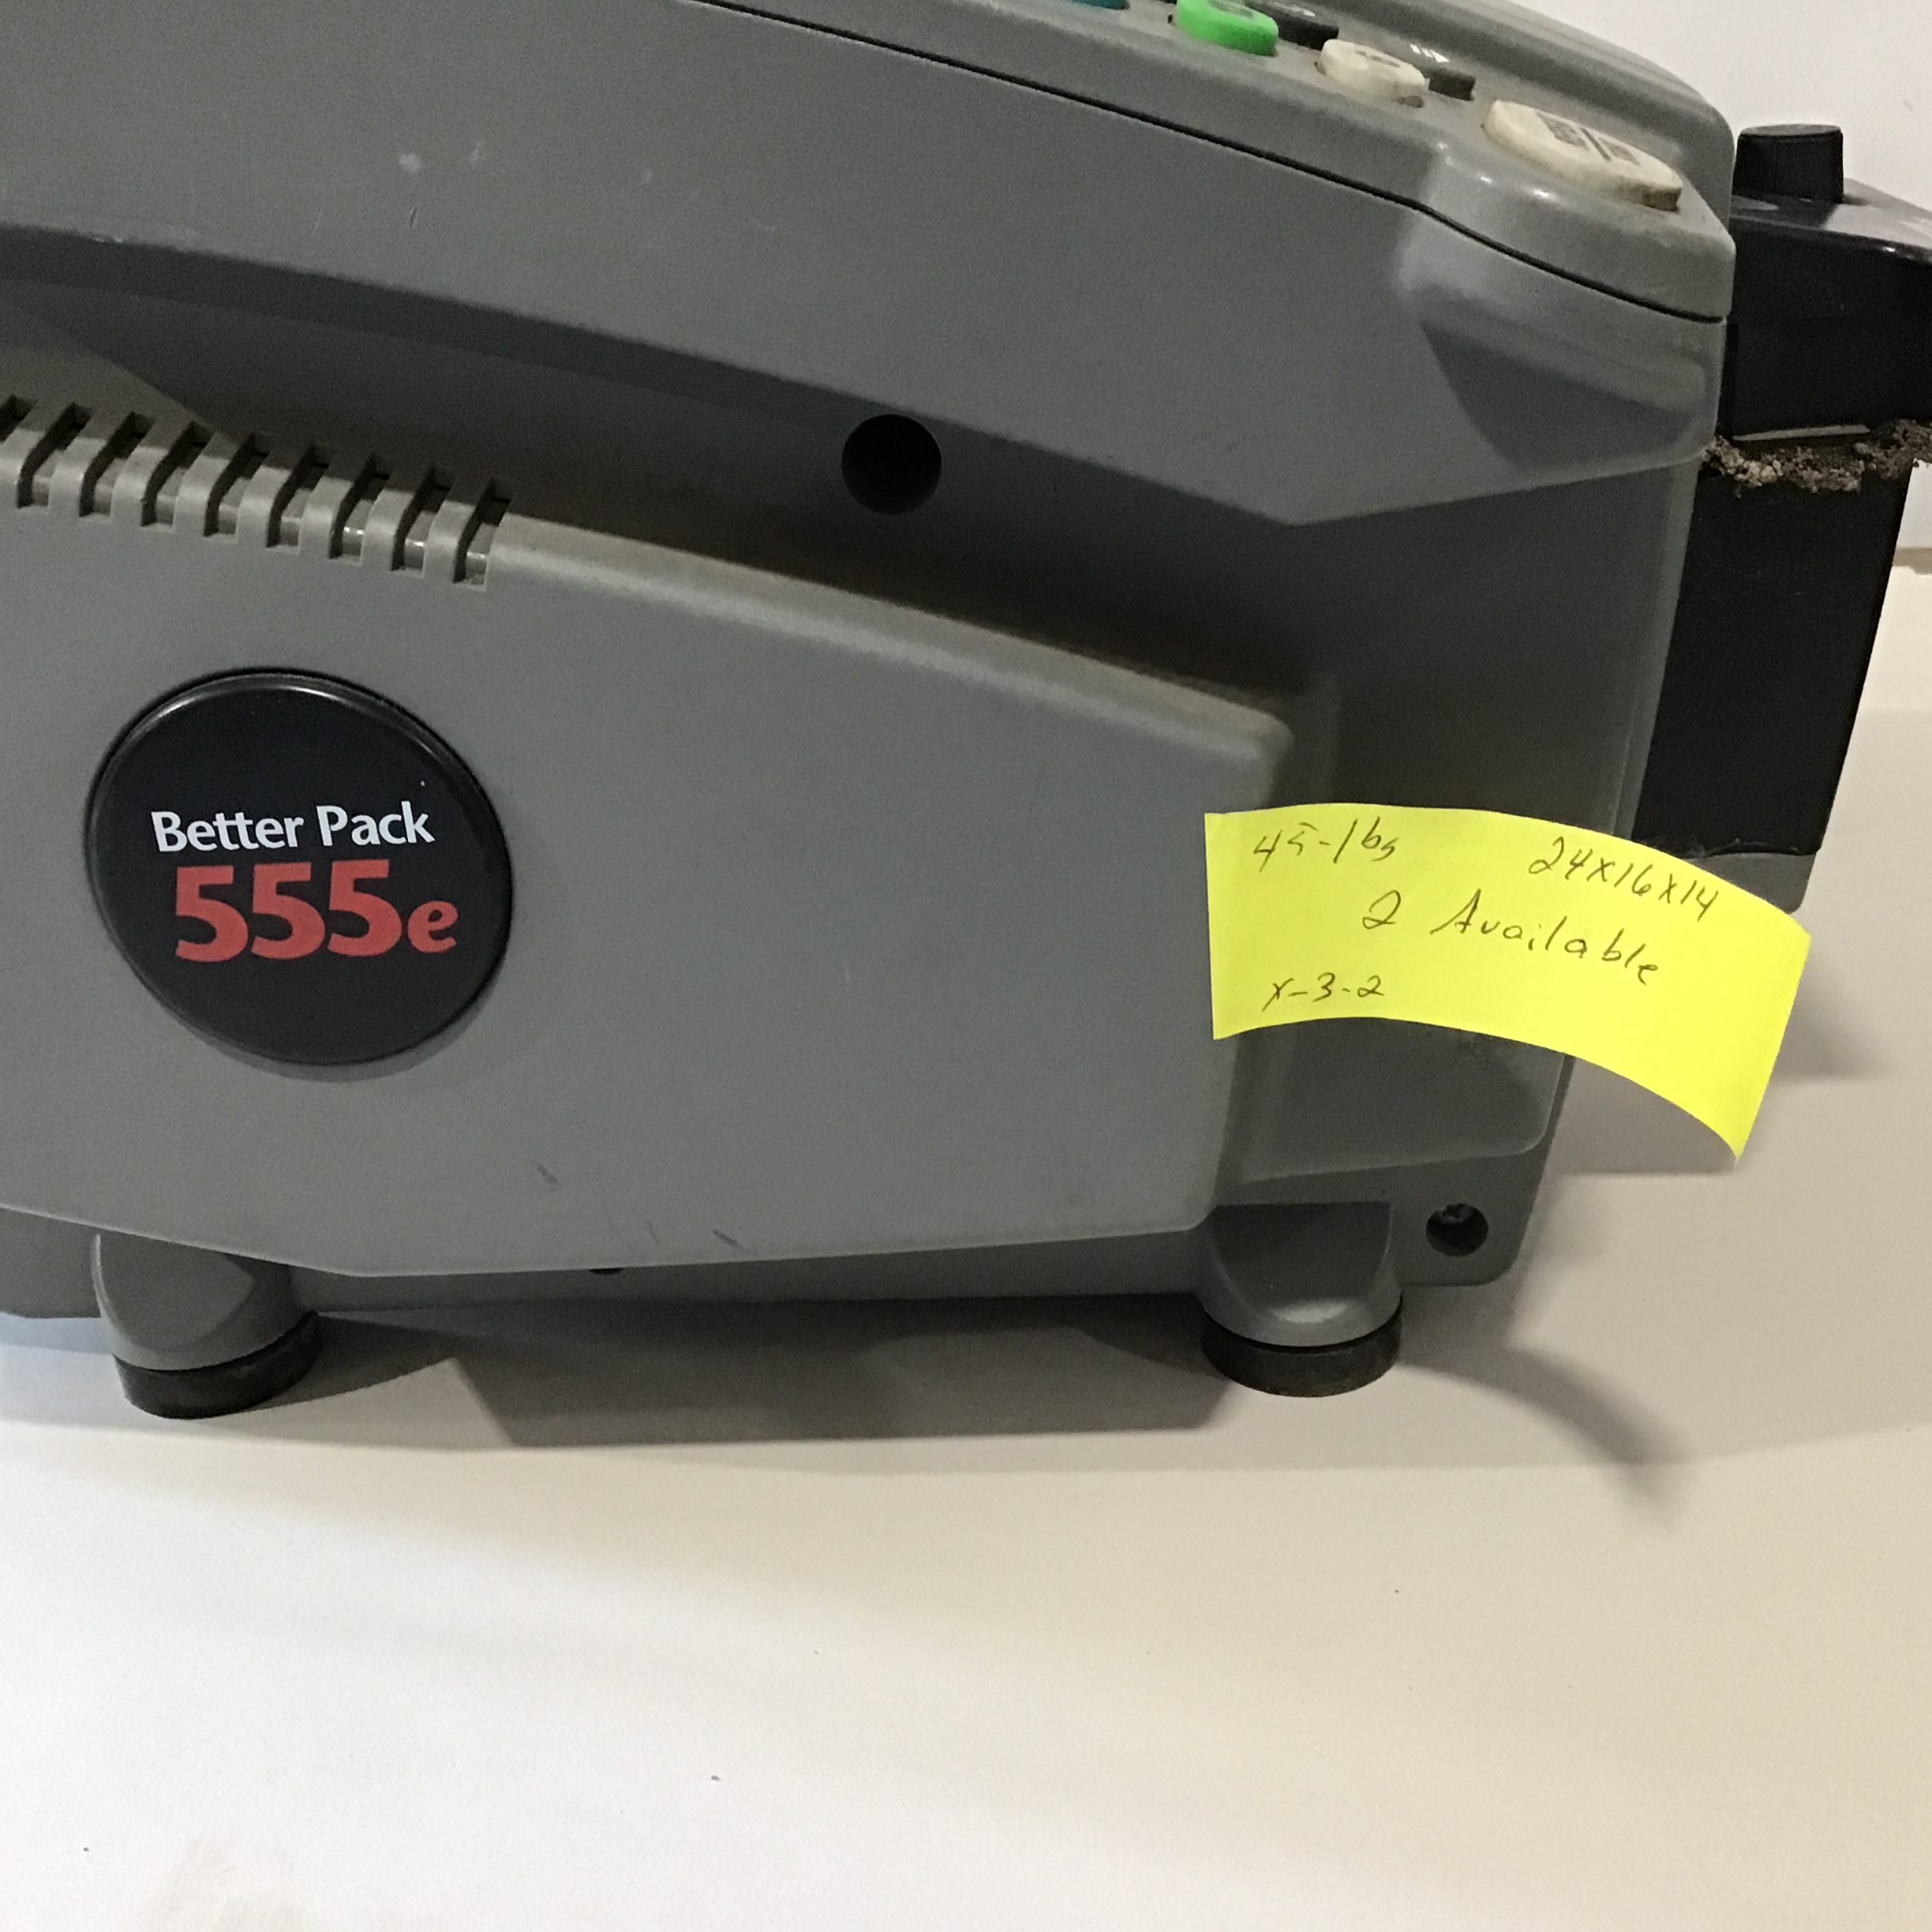 Better Pack
555e
45-lbs 24x16x14
2 Available
x-3-2